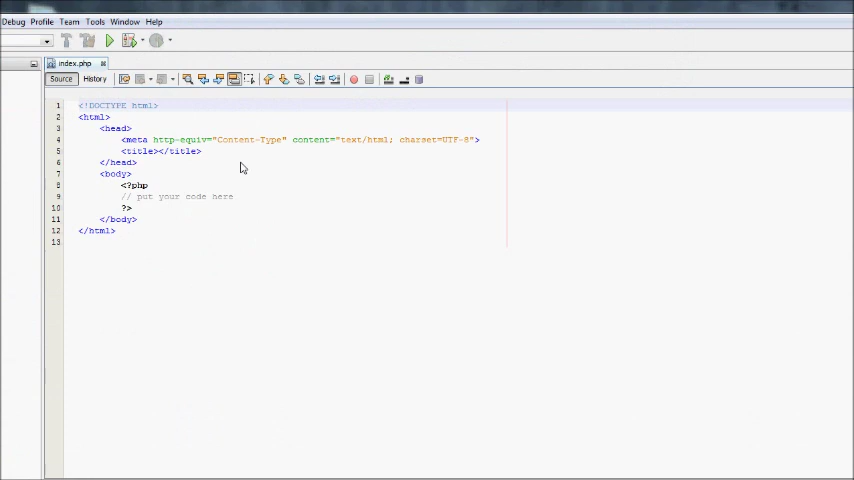 Debug Profile Team Tools Window Help
index.php
Source History
1 <!DOCTYPE html>
2 <html>
3 <head>
4 <meta http-equiv="Content-Type" content="text/html; charset=UTF-8">
5 <title></title>
6 </head>
7 <body>
8 <?php
9 // put your code here
10 ?>
11 </body>
12 </html>
13